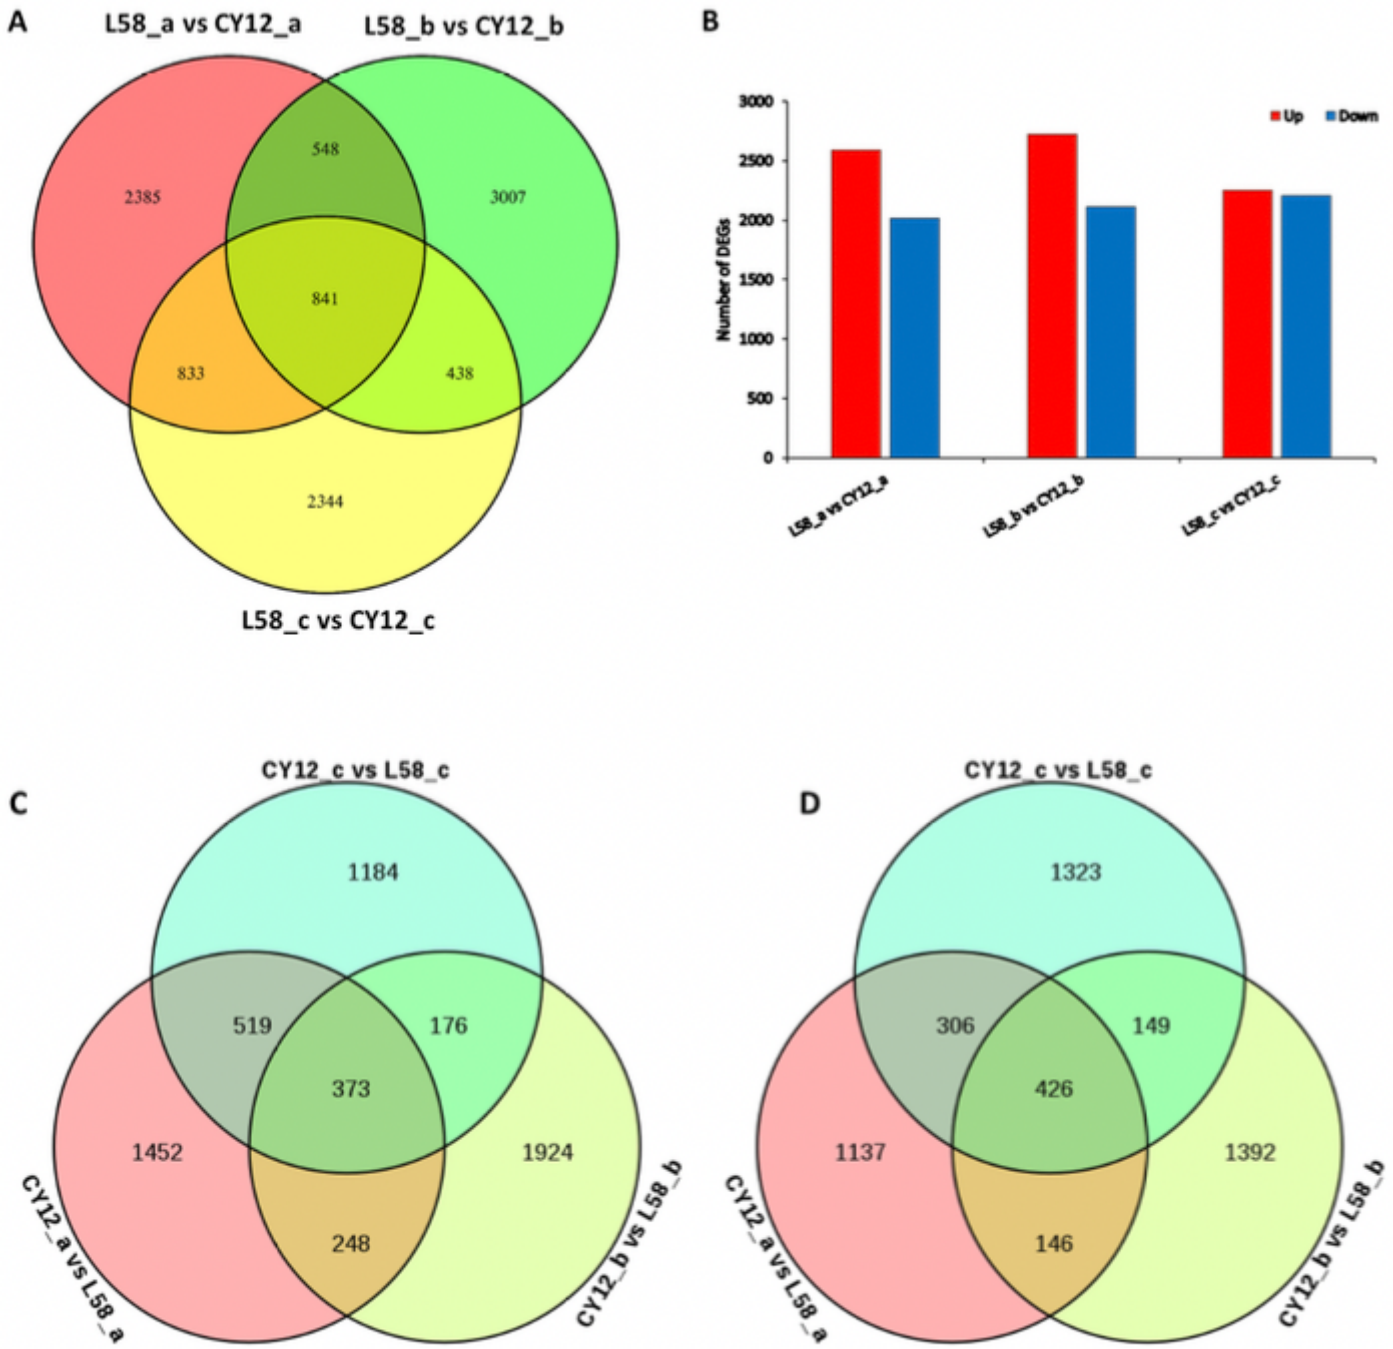 A
L58_a vs CY12_a
L58_b vs CY12_b
548
2385
3007
841
833
438
2344
L58_c vs CY12_c
B
3000
2500
2000
1500
1000
500
0
Number of DEGs
Up
Down
L58_a vs CY12_a
L58_b vs CY12_b
L58_c vs CY12_c
C
CY12_c vs L58_c
1184
519
176
373
1452
1924
248
CY12_a vs L58_a
CY12_b vs L58_b
D
CY12_c vs L58_c
1323
306
149
426
1137
1392
146
CY12_a vs L58_a
CY12_b vs L58_b